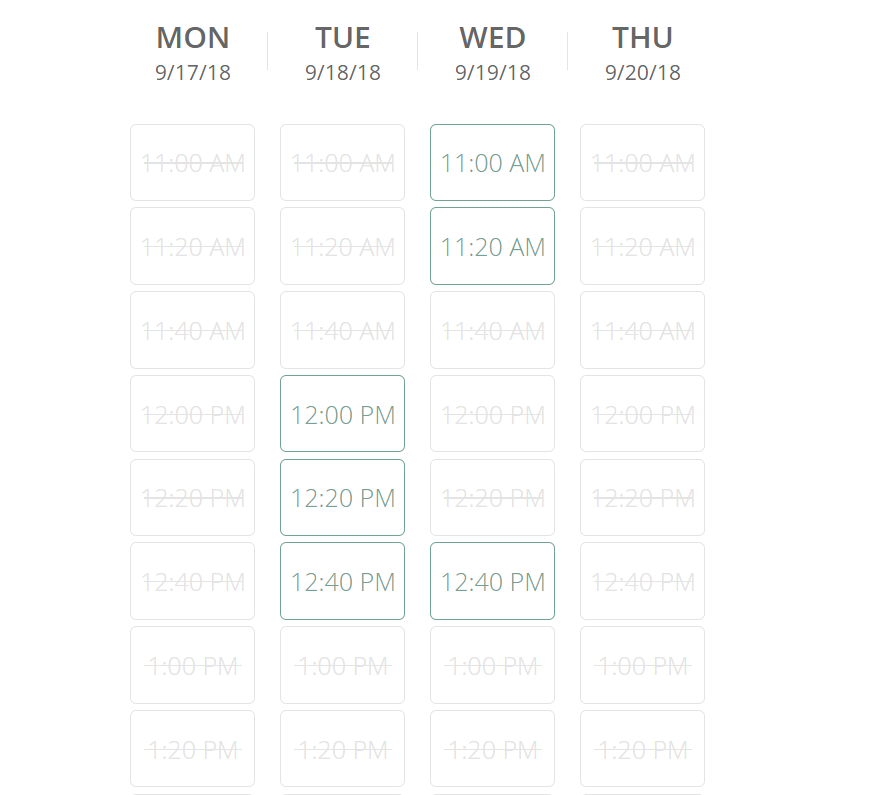 MON TUE WED THU
9/17/18 9/18/18 9/19/18 9/20/18
11:00 AM 11:00 AM 11:00 AM 11:00 AM
11:20 AM 11:20 AM 11:20 AM 11:20 AM
11:40 AM 11:40 AM 11:40 AM 11:40 AM
12:00 PM 12:00 PM 12:00 PM 12:00 PM
12:20 PM 12:20 PM 12:20 PM 12:20 PM
12:40 PM 12:40 PM 12:40 PM 12:40 PM
1:00 PM 1:00 PM 1:00 PM 1:00 PM
1:20 PM 1:20 PM 1:20 PM 1:20 PM